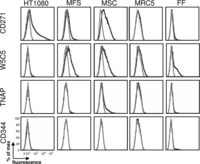 HT1080 MFS MSC MRC5 FF
CD271
W5C5
TNAP
CD344
% of max
fluorescence